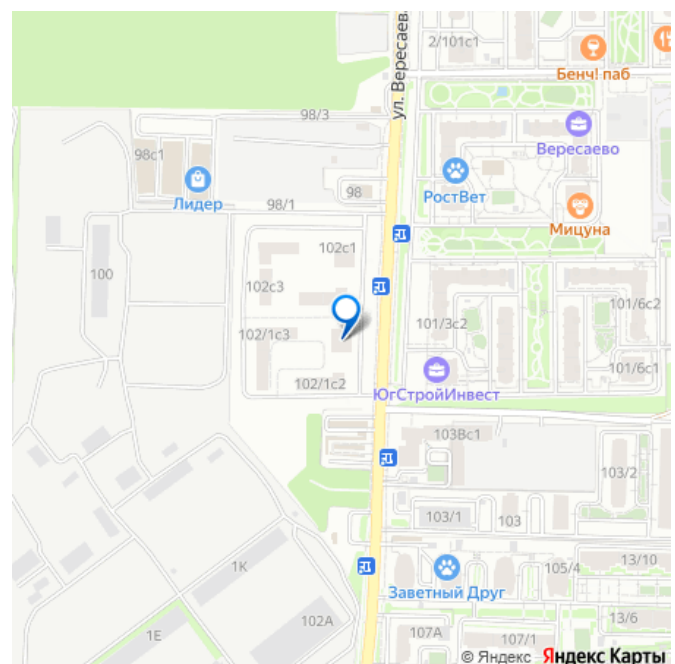 2/101с1
Бенч! паб
ул. Вересаева
98/3
98с1
Вересаево
98
РостВет
Лидер
98/1
Мицуна
102с1
100
102с3
101/6с2
101/3с2
102/1с3
101/6с1
102/1с2
ЮгСтройИнвест
103Вс1
103/2
103/1
103
13/10
1К
105/4
Заветный Друг
102А
13/6
1Е
107А
107/1
© Яндекс Яндекс Карты